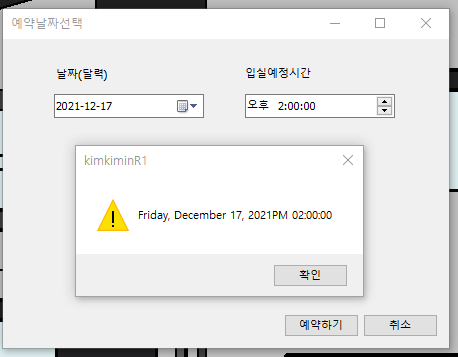 예약날짜선택
날짜(달력)
입실예정시간
2021-12-17
오후 2:00:00
kimkiminR1
Friday, December 17, 2021PM 02:00:00
확인
예약하기
취소